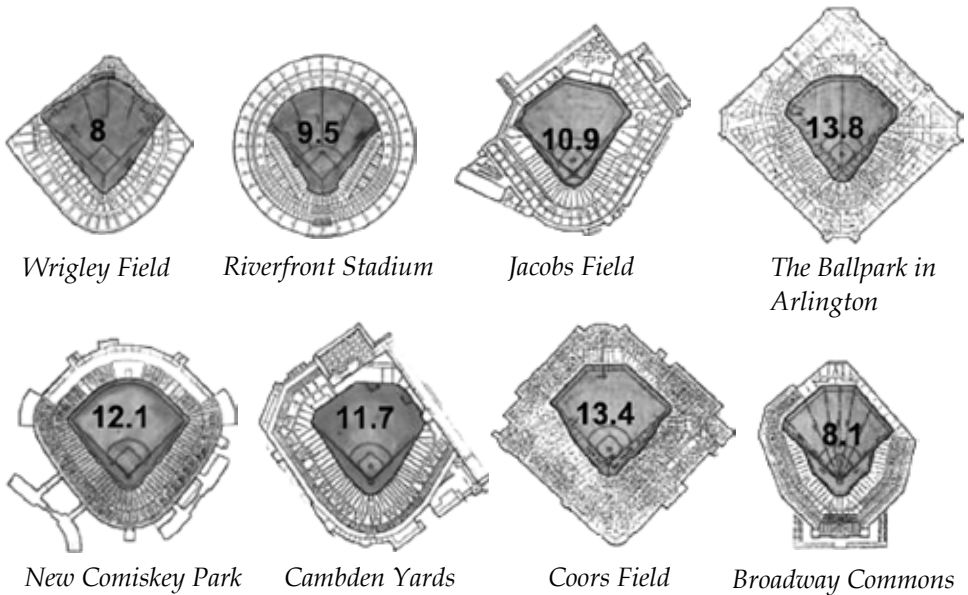 8
9.5
10.9
13.8
Wrigley Field
Riverfront Stadium
Jacobs Field
The Ballpark in
Arlington
12.1
11.7
13.4
8.1
New Comiskey Park
Cambden Yards
Coors Field
Broadway Commons